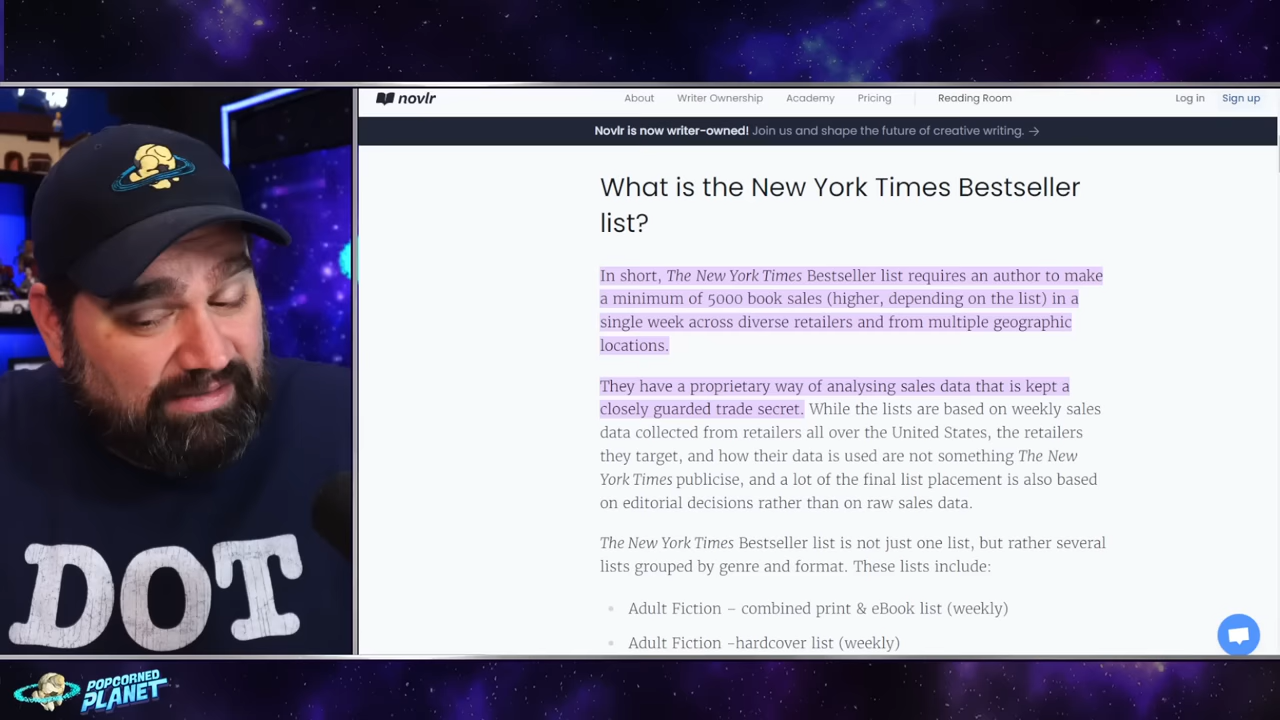 novlr
About Writer Ownership Academy Pricing Reading Room Log in Sign up
Novlr is now writer-owned! Join us and shape the future of creative writing. →
What is the New York Times Bestseller
list?
In short, The New York Times Bestseller list requires an author to make
a minimum of 5000 book sales (higher, depending on the list) in a
single week across diverse retailers and from multiple geographic
locations.
They have a proprietary way of analysing sales data that is kept a
closely guarded trade secret. While the lists are based on weekly sales
data collected from retailers all over the United States, the retailers
they target, and how their data is used are not something The New
York Times publicise, and a lot of the final list placement is also based
on editorial decisions rather than on raw sales data.
The New York Times Bestseller list is not just one list, but rather several
lists grouped by genre and format. These lists include:
• Adult Fiction – combined print & eBook list (weekly)
• Adult Fiction -hardcover list (weekly)
DOT
POPCORNED
PLANET